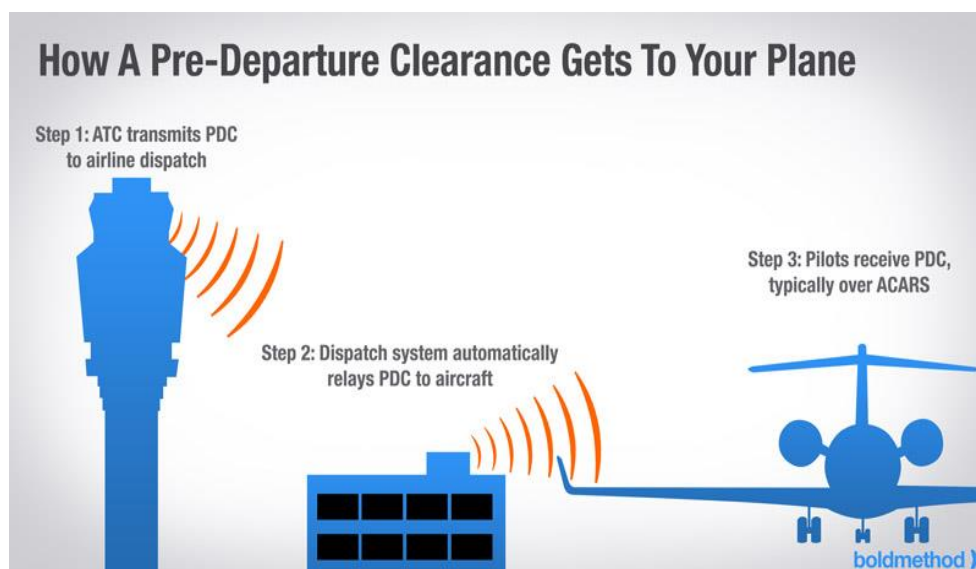 How A Pre-Departure Clearance Gets To Your Plane
Step 1: ATC transmits PDC
to airline dispatch
Step 2: Dispatch system automatically
relays PDC to aircraft
Step 3: Pilots receive PDC,
typically over ACARS
boldmethod